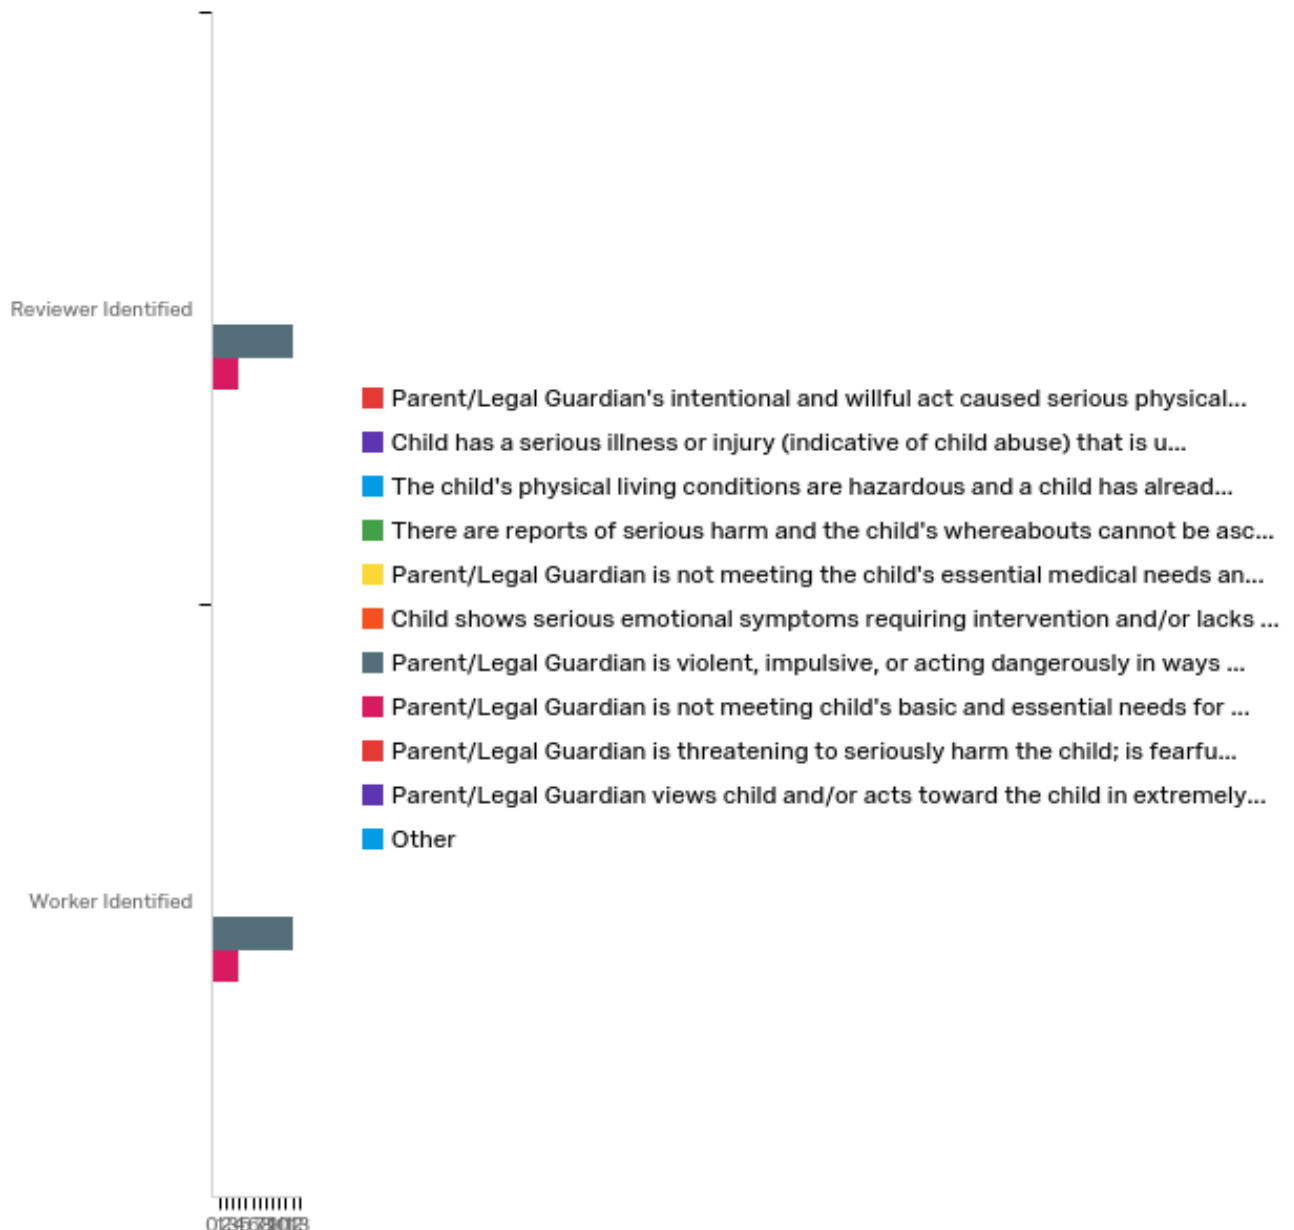 Reviewer Identified
Parent/Legal Guardian's intentional and willful act caused serious physical...
Child has a serious illness or injury (indicative of child abuse) that is u...
The child's physical living conditions are hazardous and a child has alread...
There are reports of serious harm and the child's whereabouts cannot be asc...
Parent/Legal Guardian is not meeting the child's essential medical needs an...
Child shows serious emotional symptoms requiring intervention and/or lacks ...
Parent/Legal Guardian is violent, impulsive, or acting dangerously in ways ...
Parent/Legal Guardian is not meeting child's basic and essential needs for ...
Parent/Legal Guardian is threatening to seriously harm the child; is fearfu...
Parent/Legal Guardian views child and/or acts toward the child in extremely...
Other
Worker Identified